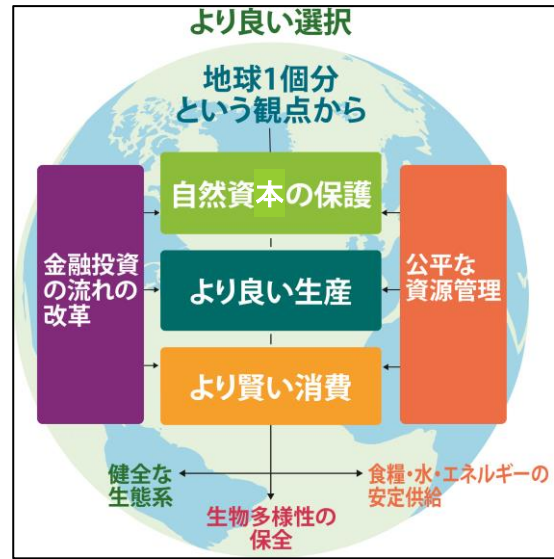 より良い選択
地球1個分
という観点から
自然資本の保護
金融投資
の流れの
改革
より良い生産
公平な
資源管理
より賢い消費
健全な
生態系
生物多様性の
保全
食糧・水・エネルギーの
安定供給